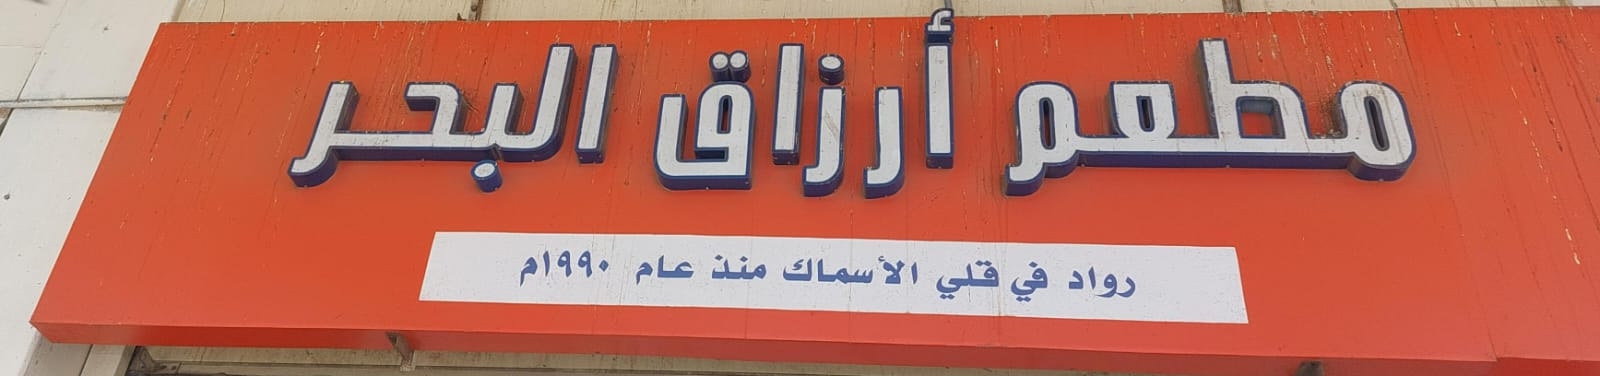 مطعم أرزاق البحر
رواد في قلي الأسماك منذ عام ١٩٩٠م